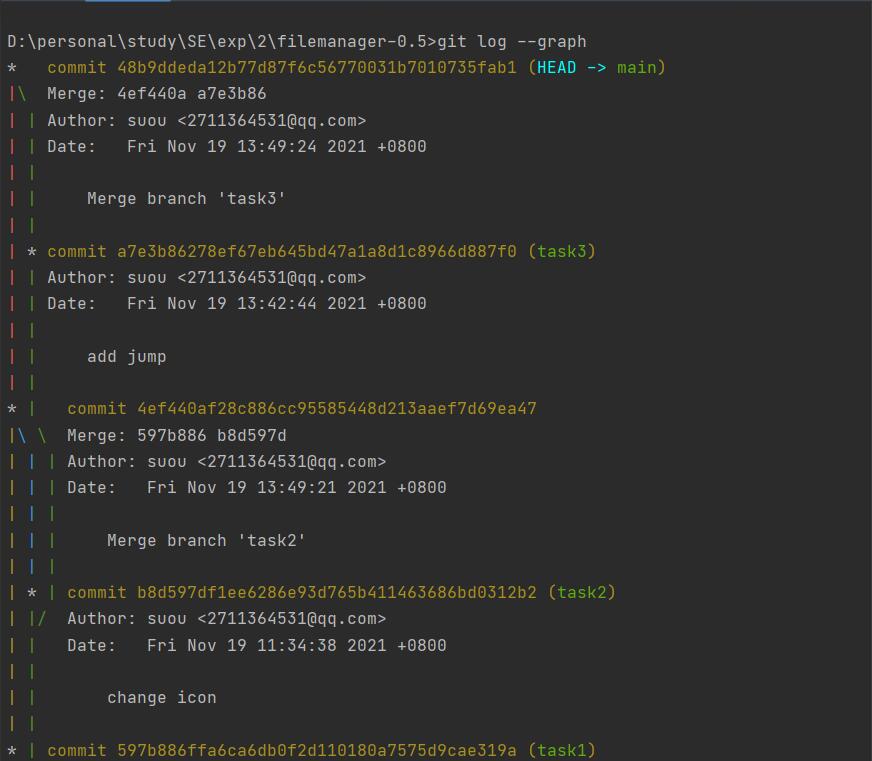 D:\personal\study\SE\exp\2\filemanager-0.5>git log --graph
*   commit 48b9ddeda12b77d87f6c56770031b7010735fab1 (HEAD -> main)
|\  Merge: 4ef440a a7e3b86
| | Author: suou <2711364531@qq.com>
| | Date:   Fri Nov 19 13:49:24 2021 +0800
| |
| |     Merge branch 'task3'
| |
| * commit a7e3b86278ef67eb645bd47a1a8d1c8966d887f0 (task3)
| | Author: suou <2711364531@qq.com>
| | Date:   Fri Nov 19 13:42:44 2021 +0800
| |
| |     add jump
| |
* |   commit 4ef440af28c886cc95585448d213aaef7d69ea47
|\ \  Merge: 597b886 b8d597d
| | | Author: suou <2711364531@qq.com>
| | | Date:   Fri Nov 19 13:49:21 2021 +0800
| | |
| | |     Merge branch 'task2'
| | |
| * | commit b8d597df1ee6286e93d765b411463686bd0312b2 (task2)
| |/  Author: suou <2711364531@qq.com>
| |   Date:   Fri Nov 19 11:34:38 2021 +0800
| |
| |       change icon
| |
* | commit 597b886ffa6ca6db0f2d110180a7575d9cae319a (task1)